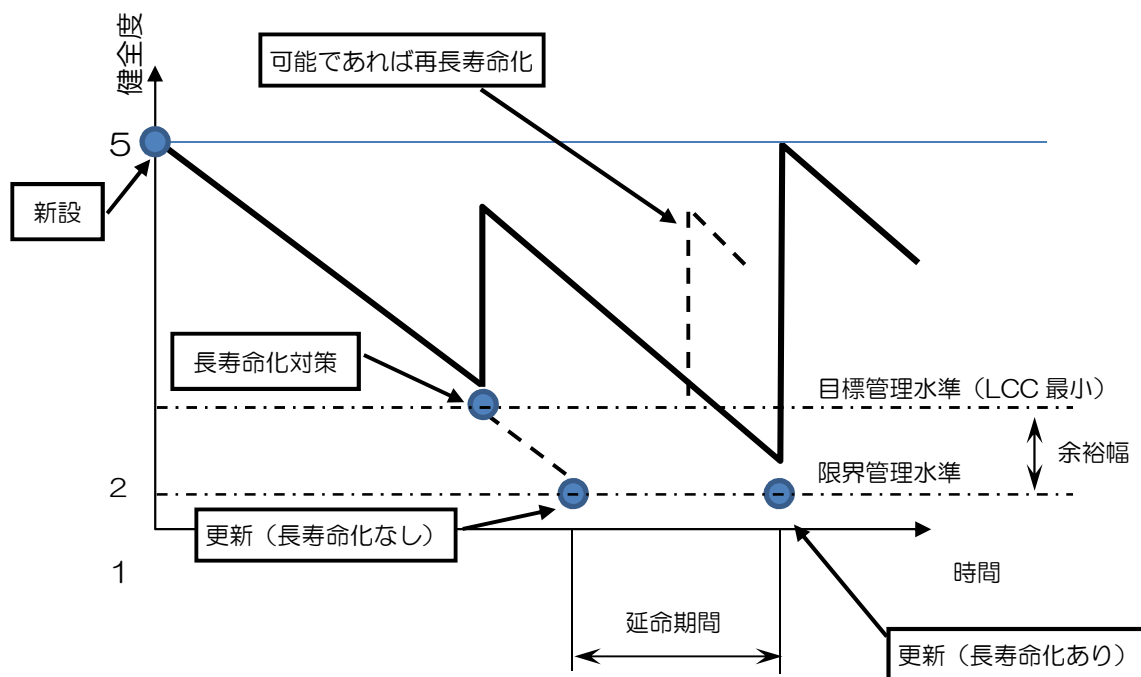 健全度
可能であれば再長寿命化
5
新設
長寿命化対策
目標管理水準（LCC 最小）
余裕幅
限界管理水準
2
更新（長寿命化なし）
1
時間
延命期間
更新（長寿命化あり）